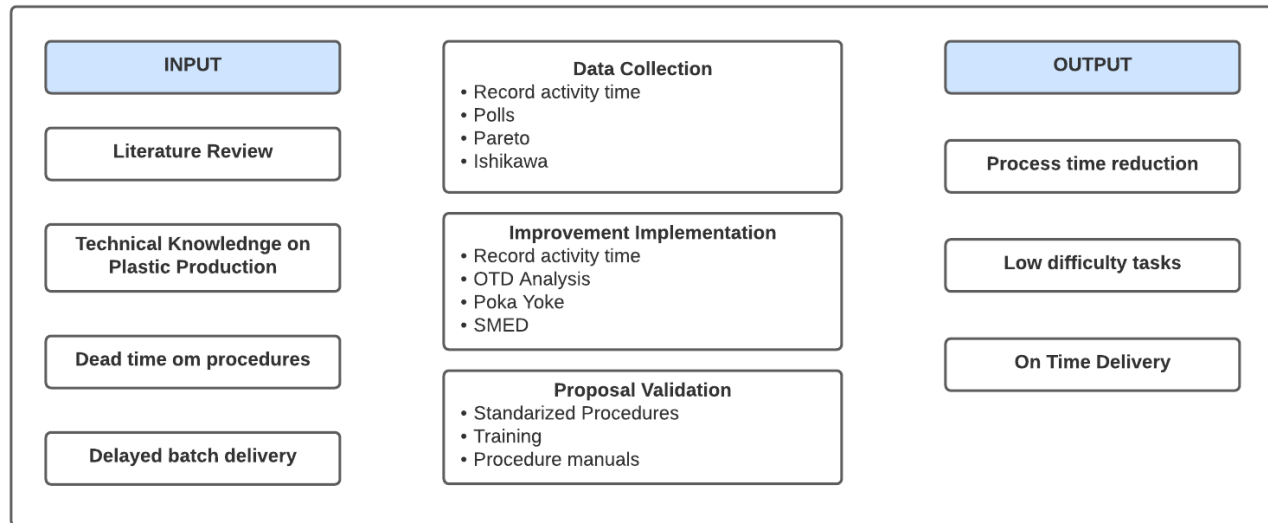 INPUT
Literature Review
Technical Knowlednge on
Plastic Production
Dead time om procedures
Delayed batch delivery
Data Collection
• Record activity time
• Polls
• Pareto
• Ishikawa
Improvement Implementation
• Record activity time
• OTD Analysis
• Poka Yoke
• SMED
Proposal Validation
• Standarized Procedures
• Training
• Procedure manuals
OUTPUT
Process time reduction
Low difficulty tasks
On Time Delivery